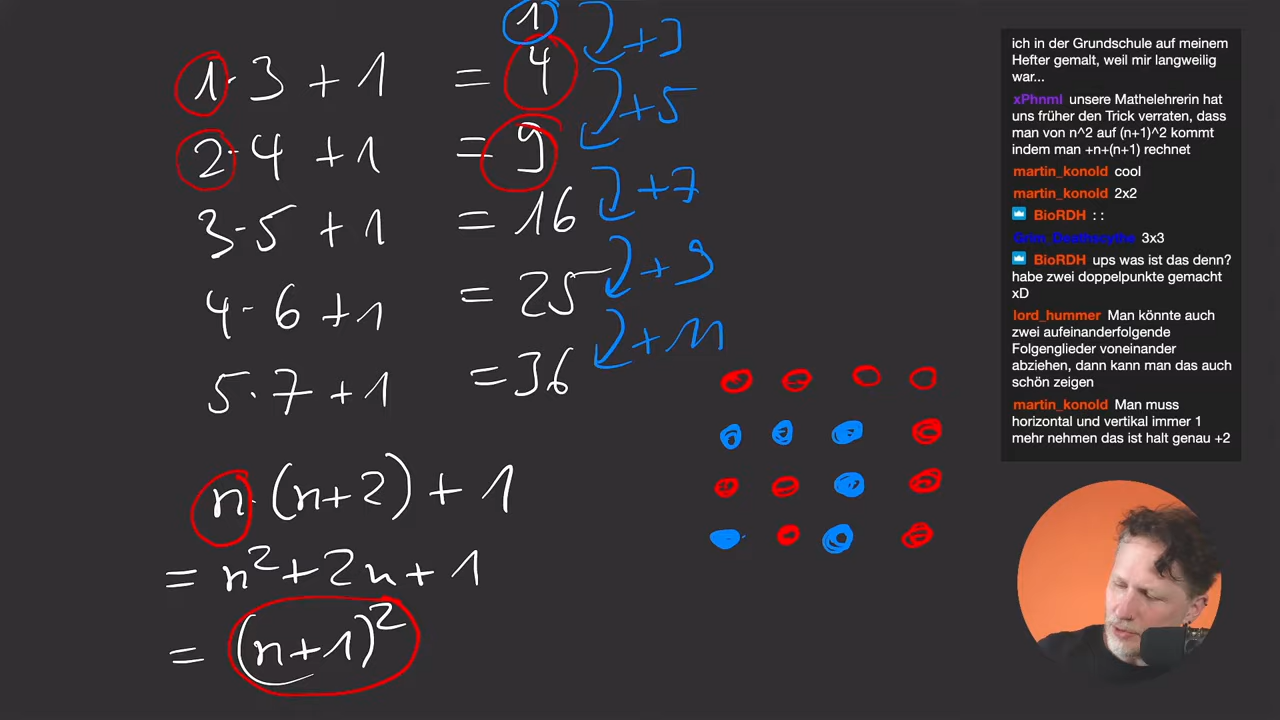 1
1·3+1 = 4
+3
2·4+1 = 9
+5
3·5+1 = 16
+7
4·6+1 = 25
+9
5·7+1 = 36
+11
n·(n+2)+1
= n²+2n+1
= (n+1)²
ich in der Grundschule auf meinem
Hefter gemalt, weil mir langweilig
war...
xPhnml unsere Mathelehrerin hat
uns früher den Trick verraten, dass
man von n^2 auf (n+1)^2 kommt
indem man +n+(n+1) rechnet
martin_konold cool
martin_konold 2x2
BioRDH : :
Grim_Deathscythe 3x3
BioRDH ups was ist das denn?
habe zwei doppelpunkte gemacht
xD
lord_hummer Man könnte auch
zwei aufeinanderfolgende
Folgenglieder voneinander
abziehen, dann kann man das auch
schön zeigen
martin_konold Man muss
horizontal und vertikal immer 1
mehr nehmen das ist halt genau +2